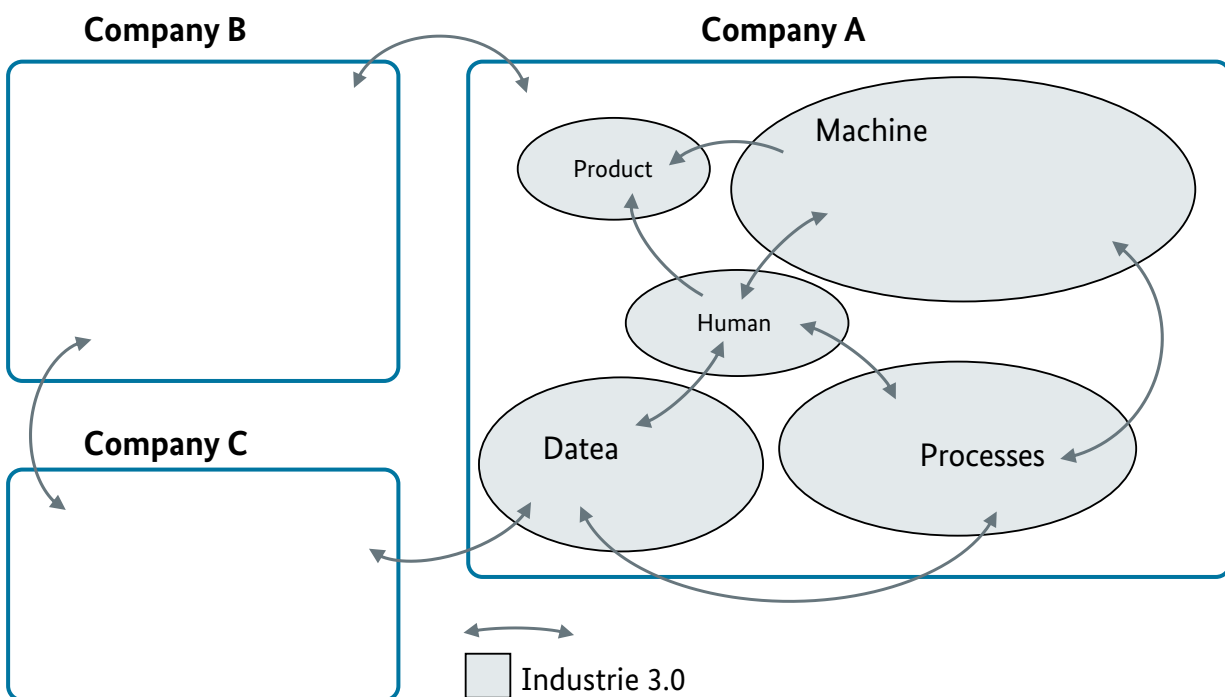 Company B
Company A
Machine
Product
Human
Company C
Datea
Processes
Industrie 3.0